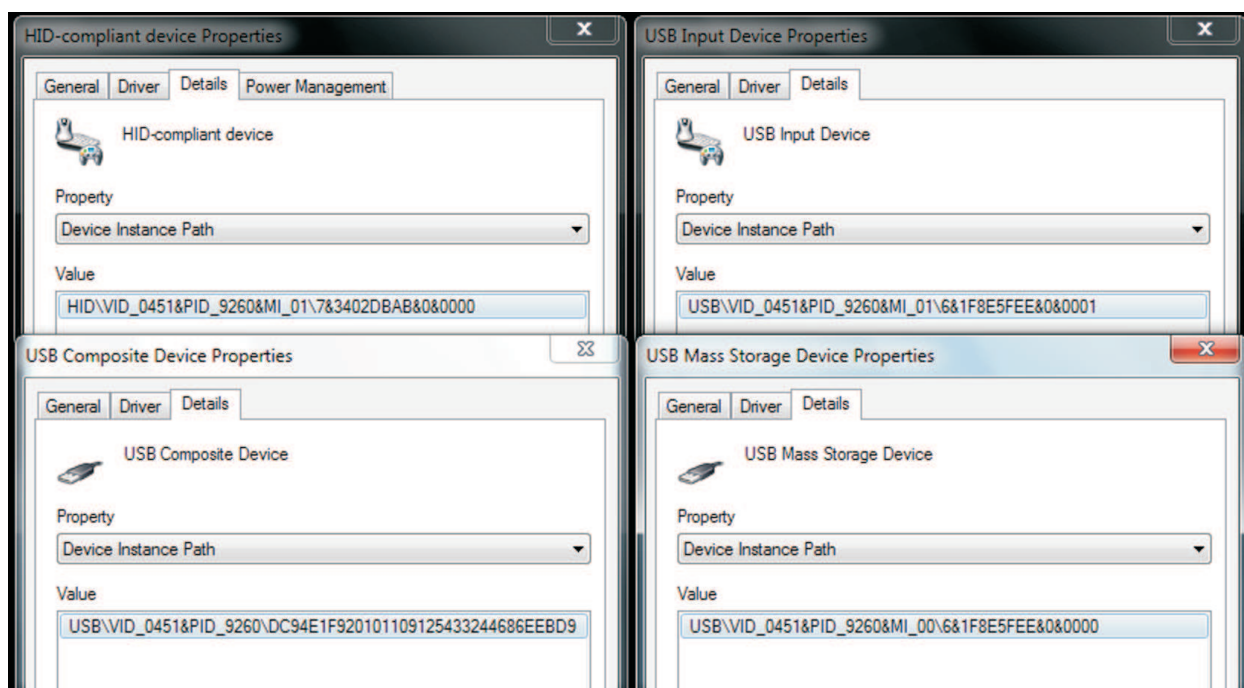 HID-compliant device Properties
General Driver Details Power Management
HID-compliant device
Property
Device Instance Path
Value
HID\VID_0451&PID_9260&MI_01\7&3402DBAB&0&0000
USB Input Device Properties
General Driver Details
USB Input Device
Property
Device Instance Path
Value
USB\VID_0451&PID_9260&MI_01\6&1F8E5FEE&0&0001
USB Composite Device Properties
General Driver Details
USB Composite Device
Property
Device Instance Path
Value
USB\VID_0451&PID_9260\DC94E1F920101109125433244686EEBD9
USB Mass Storage Device Properties
General Driver Details
USB Mass Storage Device
Property
Device Instance Path
Value
USB\VID_0451&PID_9260&MI_00\6&1F8E5FEE&0&0000